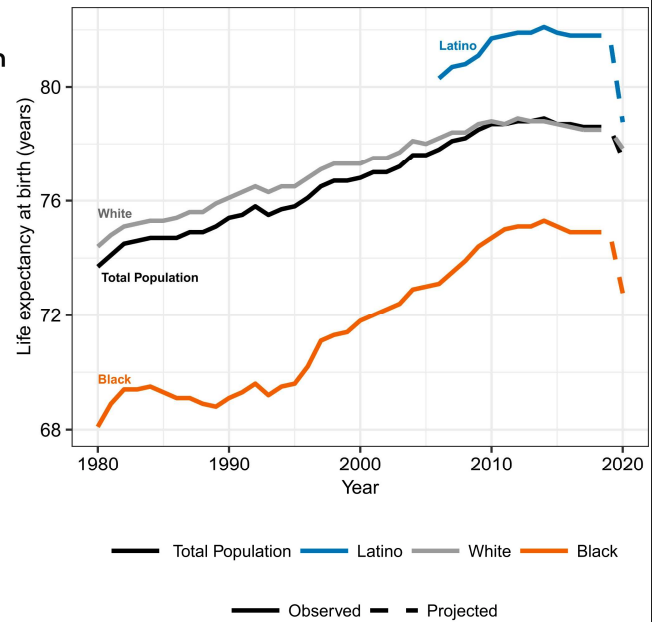 n
Life expectancy at birth (years)
80
76
72
68
Latino
White
Total Population
Black
1980 1990 2000 2010 2020
Year
Total Population Latino White Black
Observed Projected